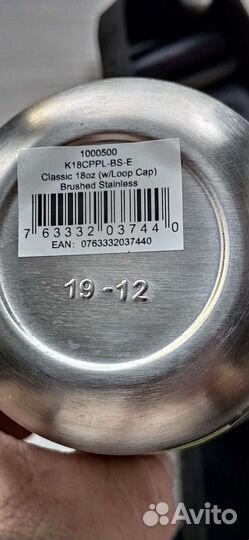 1000500
K18CPPL-BS-E
Classic 18oz (w/Loop Cap)
Brushed Stainless
7 63332 03744 0
EAN: 0763332037440
19-12
Avito